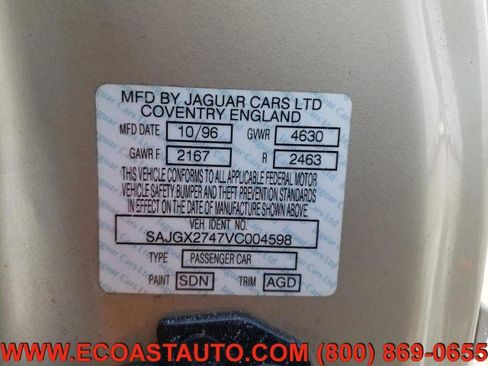 MFD BY JAGUAR CARS LTD
COVENTRY ENGLAND
MFD DATE 10/96 GVWR 4630
GAWR F 2167 R 2463
THIS VEHICLE CONFORMS TO ALL APPLICABLE FEDERAL MOTOR
VEHICLE SAFETY, BUMPER AND THEFT PREVENTION STANDARDS
IN EFFECT ON THE DATE OF MANUFACTURE SHOWN ABOVE.
VEH. IDENT NO.
SAJGX2747VC004598
TYPE PASSENGER CAR
PAINT SDN TRIM AGD
WWW.ECOASTAUTO.COM (800) 869-0655